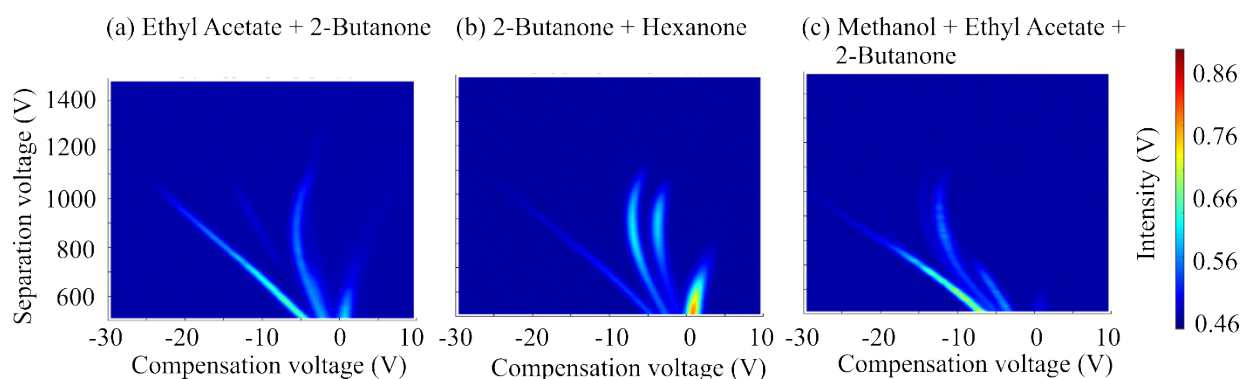 (a) Ethyl Acetate + 2-Butanone
(b) 2-Butanone + Hexanone
(c) Methanol + Ethyl Acetate +
2-Butanone
Separation voltage (V)
1400
1200
1000
800
600
-30 -20 -10 0 10
Compensation voltage (V)
-30 -20 -10 0 10
Compensation voltage (V)
-30 -20 -10 0 10
Compensation voltage (V)
Intensity (V)
0.86
0.76
0.66
0.56
0.46